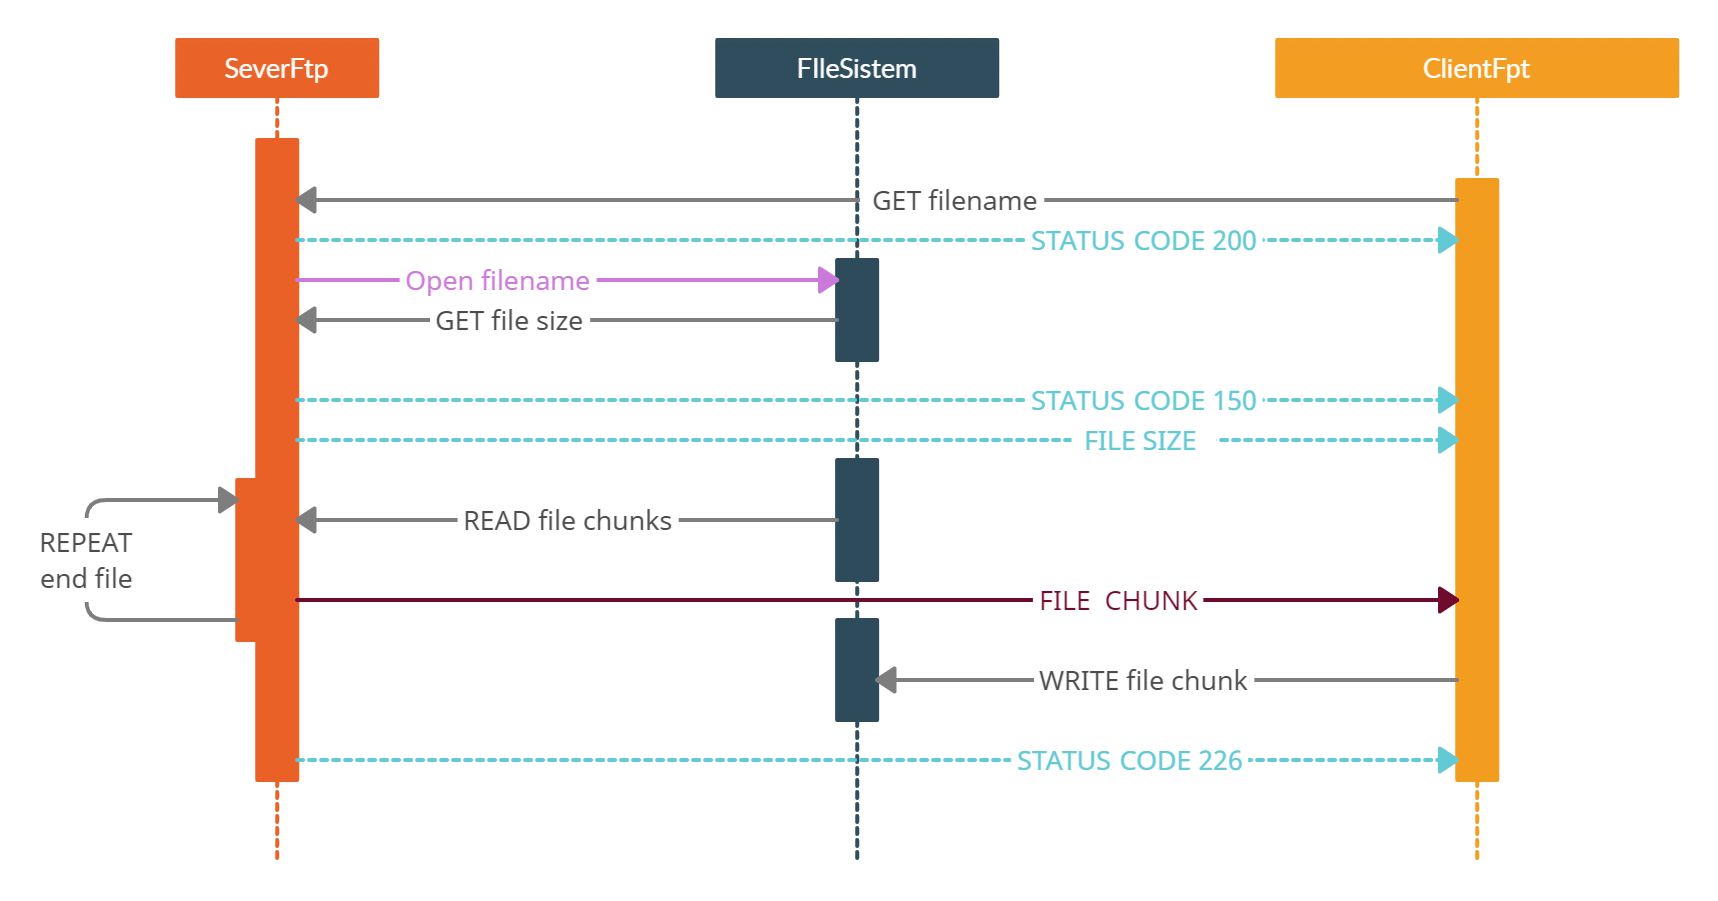 SeverFtp
FIleSistem
ClientFpt
GET filename
STATUS CODE 200
Open filename
GET file size
STATUS CODE 150
FILE SIZE
READ file chunks
REPEAT
end file
FILE CHUNK
WRITE file chunk
STATUS CODE 226